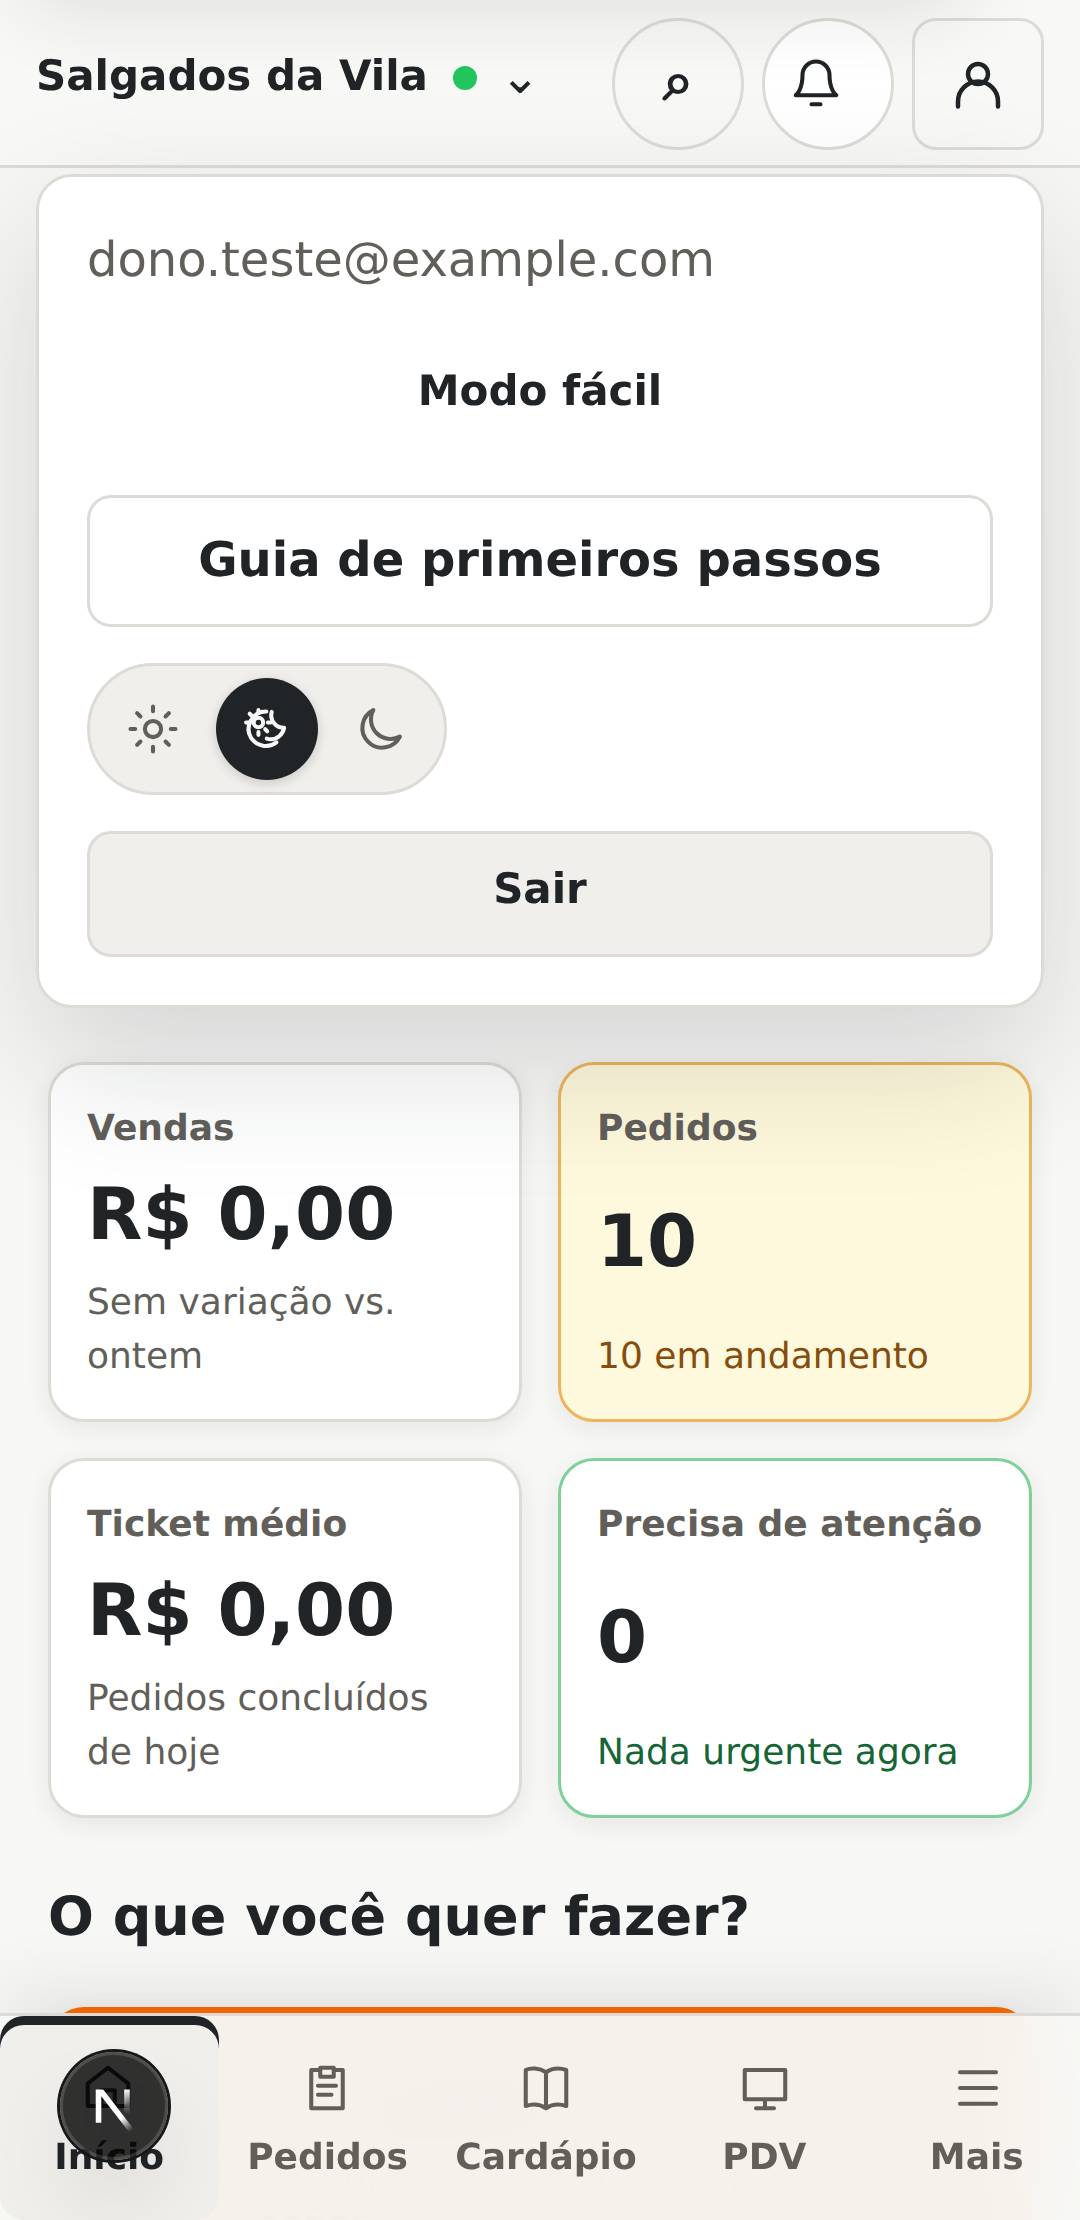 Salgados da Vila
dono.teste@example.com
Modo fácil
Guia de primeiros passos
Sair
Vendas
R$ 0,00
Sem variação vs.
ontem
Pedidos
10
10 em andamento
Ticket médio
R$ 0,00
Pedidos concluídos
de hoje
Precisa de atenção
0
Nada urgente agora
O que você quer fazer?
N
Início
Pedidos
Cardápio
PDV
Mais